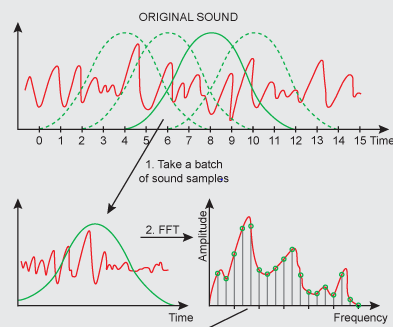 ORIGINAL SOUND
0 1 2 3 4 5 6 7 8 9 10 11 12 13 14 15 Time
1. Take a batch
of sound samples
2. FFT
Amplitude
Time
Frequency